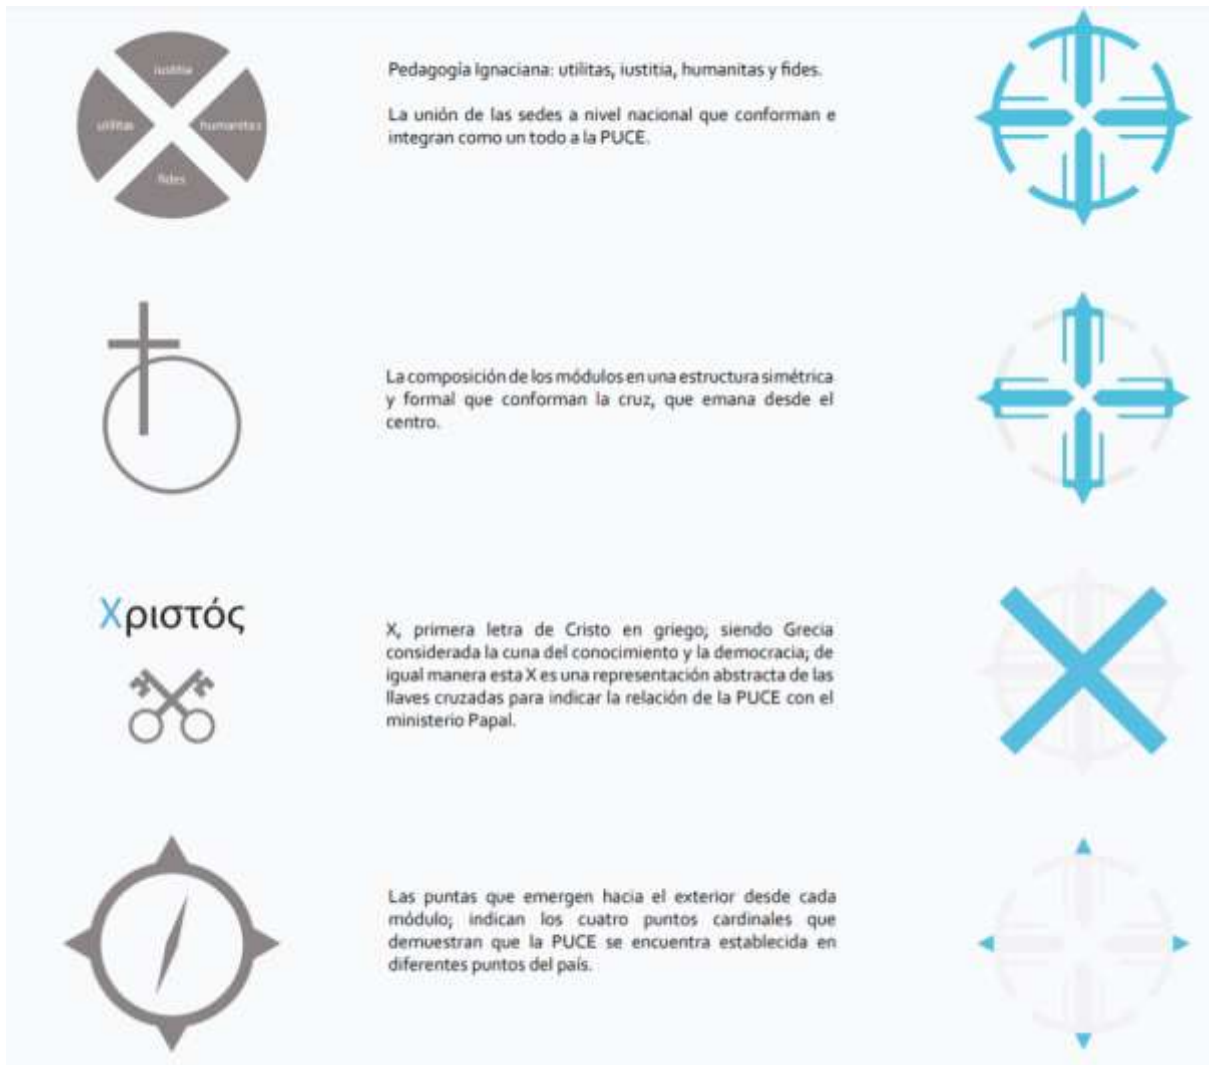 iustitia
utilitas
humanitas
fides
Pedagogía Ignaciana: utilitas, iustitia, humanitas y fides.
La unión de las sedes a nivel nacional que conforman e
integran como un todo a la PUCE.
La composición de los módulos en una estructura simétrica
y formal que conforman la cruz, que emana desde el
centro.
Χριστός
X, primera letra de Cristo en griego; siendo Grecia
considerada la cuna del conocimiento y la democracia; de
igual manera esta X es una representación abstracta de las
llaves cruzadas para indicar la relación de la PUCE con el
ministerio Papal.
Las puntas que emergen hacia el exterior desde cada
módulo; indican los cuatro puntos cardinales que
demuestran que la PUCE se encuentra establecida en
diferentes puntos del país.